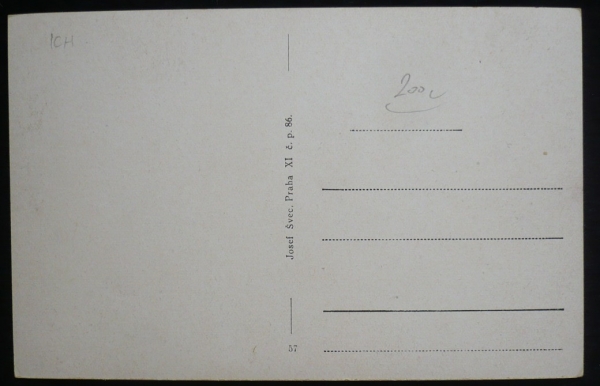 ICH
200
Josef Švec, Praha XI č. p. 86.
57